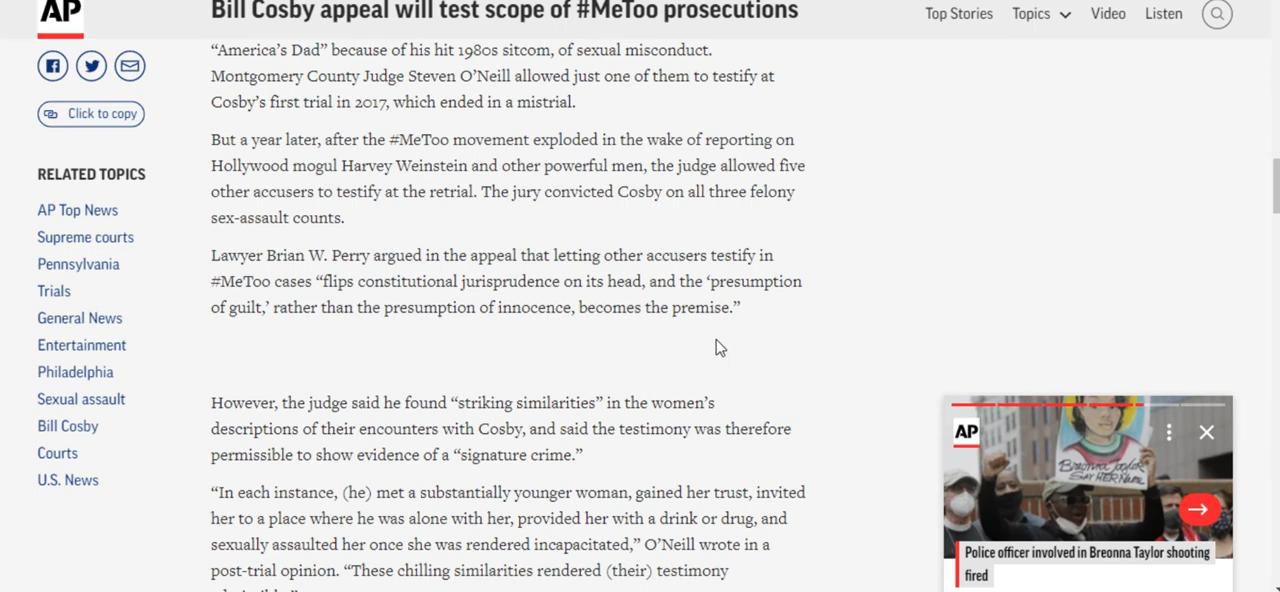 AP
Bill Cosby appeal will test scope of #MeToo prosecutions
Top Stories
Topics
Video
Listen
Click to copy
RELATED TOPICS
AP Top News
Supreme courts
Pennsylvania
Trials
General News
Entertainment
Philadelphia
Sexual assault
Bill Cosby
Courts
U.S. News
“America’s Dad” because of his hit 1980s sitcom, of sexual misconduct.
Montgomery County Judge Steven O’Neill allowed just one of them to testify at
Cosby’s first trial in 2017, which ended in a mistrial.
But a year later, after the #MeToo movement exploded in the wake of reporting on
Hollywood mogul Harvey Weinstein and other powerful men, the judge allowed five
other accusers to testify at the retrial. The jury convicted Cosby on all three felony
sex-assault counts.
Lawyer Brian W. Perry argued in the appeal that letting other accusers testify in
#MeToo cases “flips constitutional jurisprudence on its head, and the ‘presumption
of guilt,’ rather than the presumption of innocence, becomes the premise.”
However, the judge said he found “striking similarities” in the women’s
descriptions of their encounters with Cosby, and said the testimony was therefore
permissible to show evidence of a “signature crime.”
“In each instance, (he) met a substantially younger woman, gained her trust, invited
her to a place where he was alone with her, provided her with a drink or drug, and
sexually assaulted her once she was rendered incapacitated,” O’Neill wrote in a
post-trial opinion. “These chilling similarities rendered (their) testimony
AP
Breonna Taylor
SAY HER NAME
Police officer involved in Breonna Taylor shooting
fired